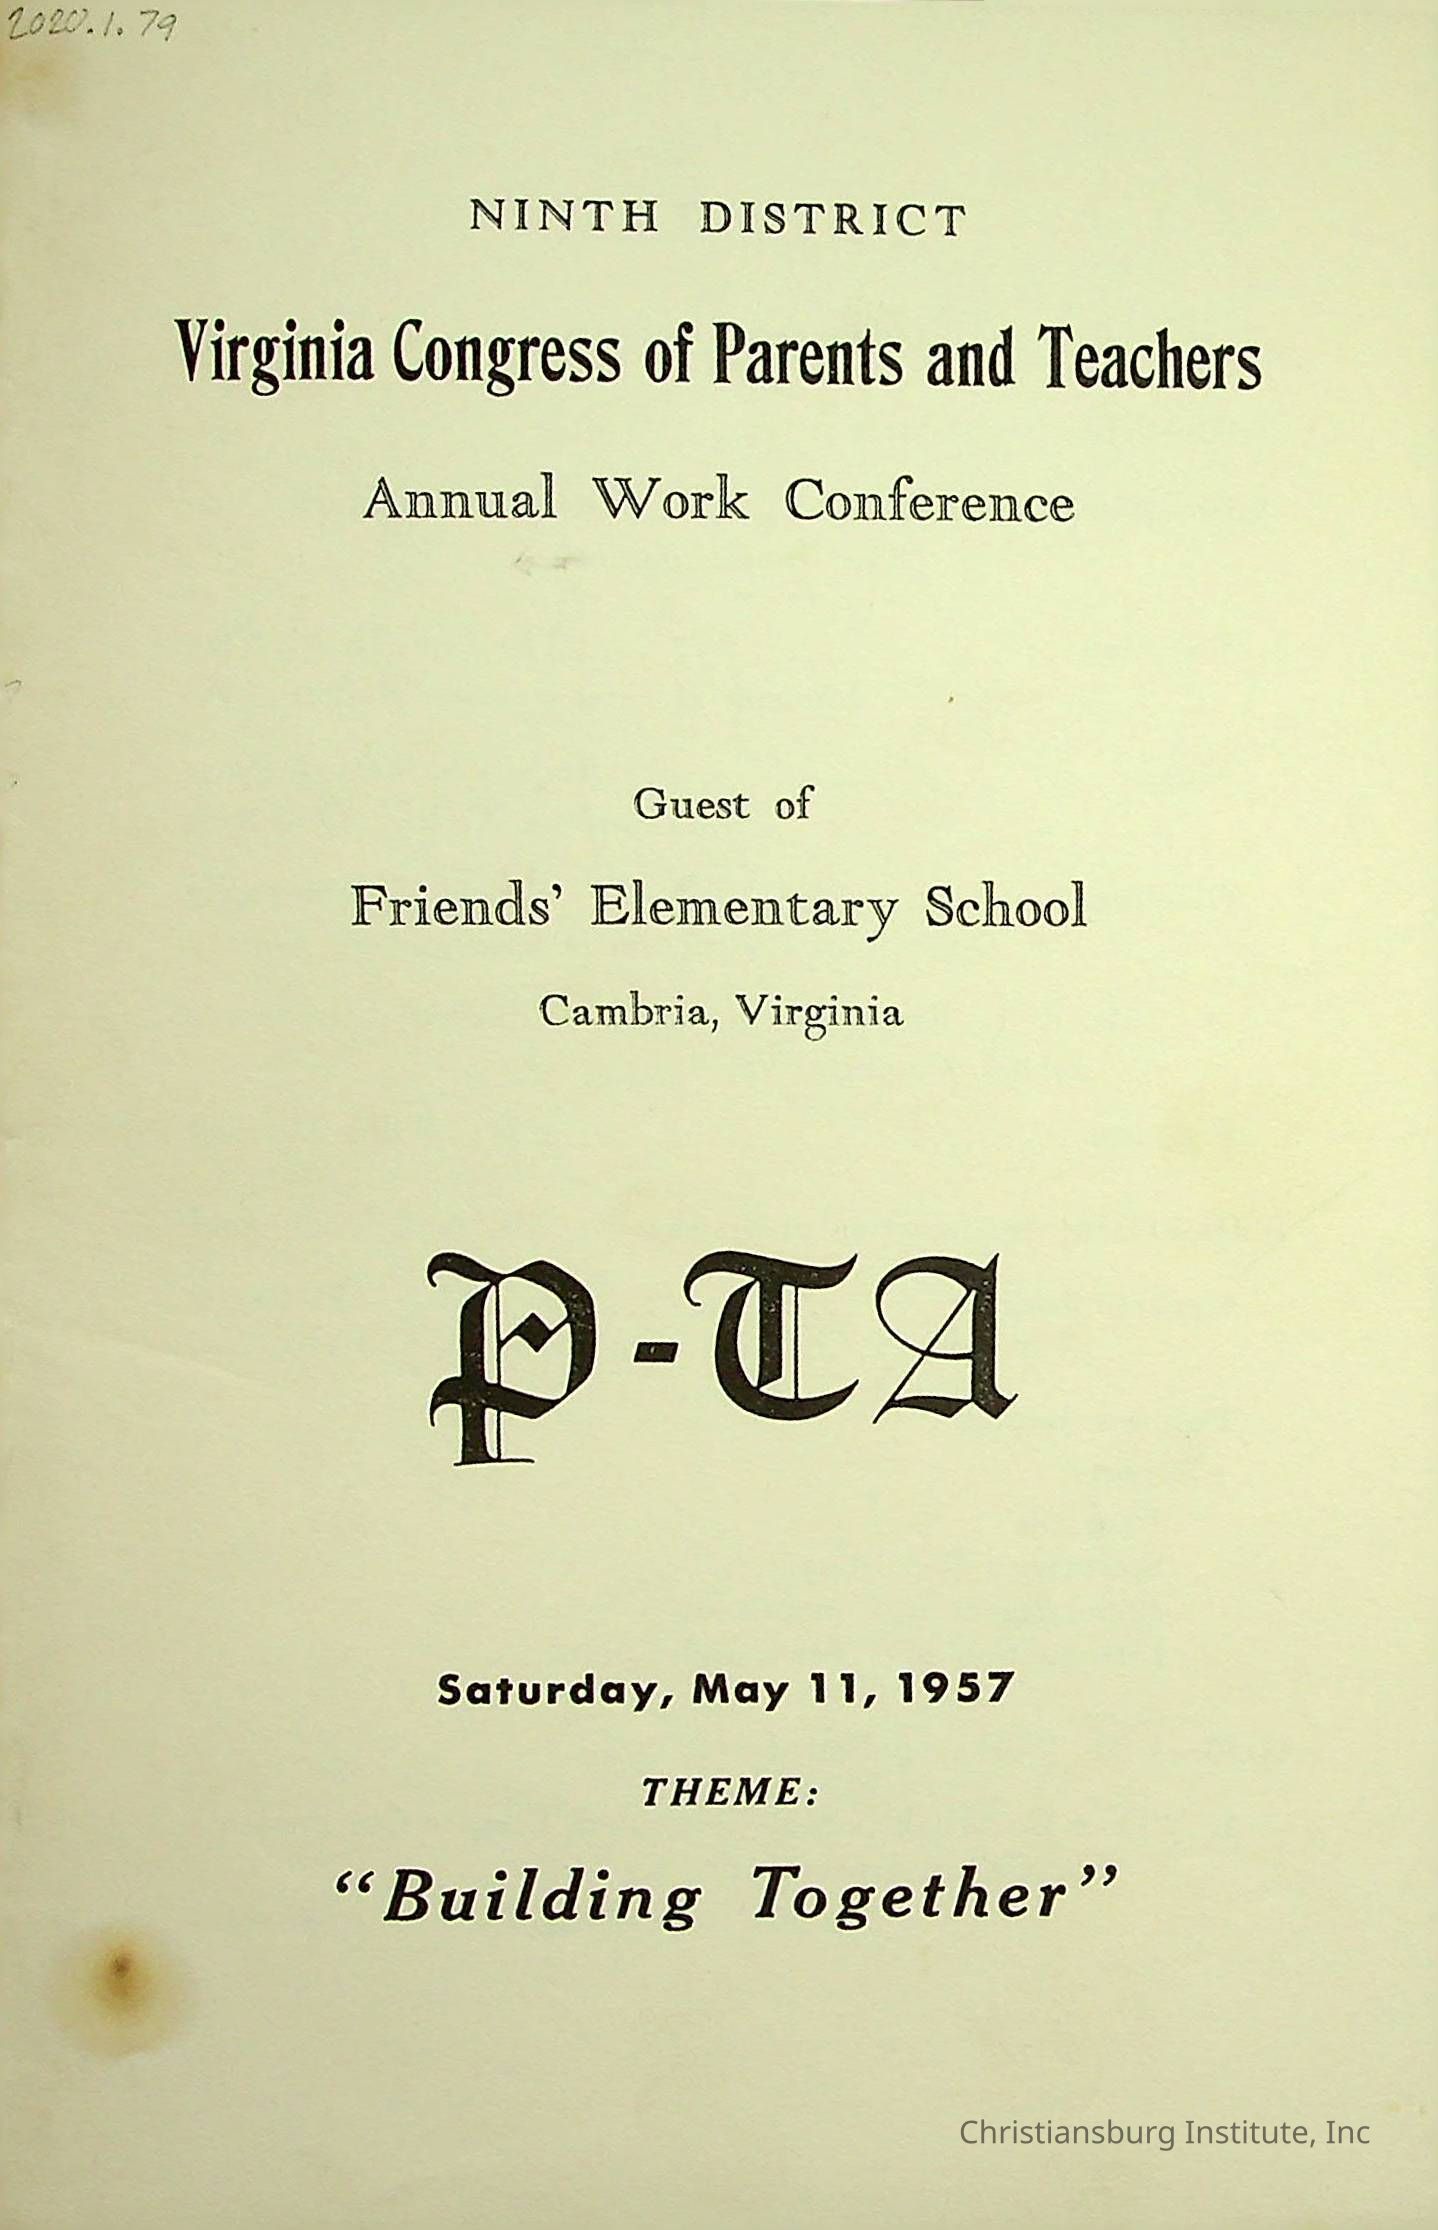 2020.1.79
NINTH DISTRICT
Virginia Congress of Parents and Teachers
Annual Work Conference
Guest of
Friends’ Elementary School
Cambria, Virginia
P-TA
Saturday, May 11, 1957
THEME:
“Building Together”
Christiansburg Institute, Inc